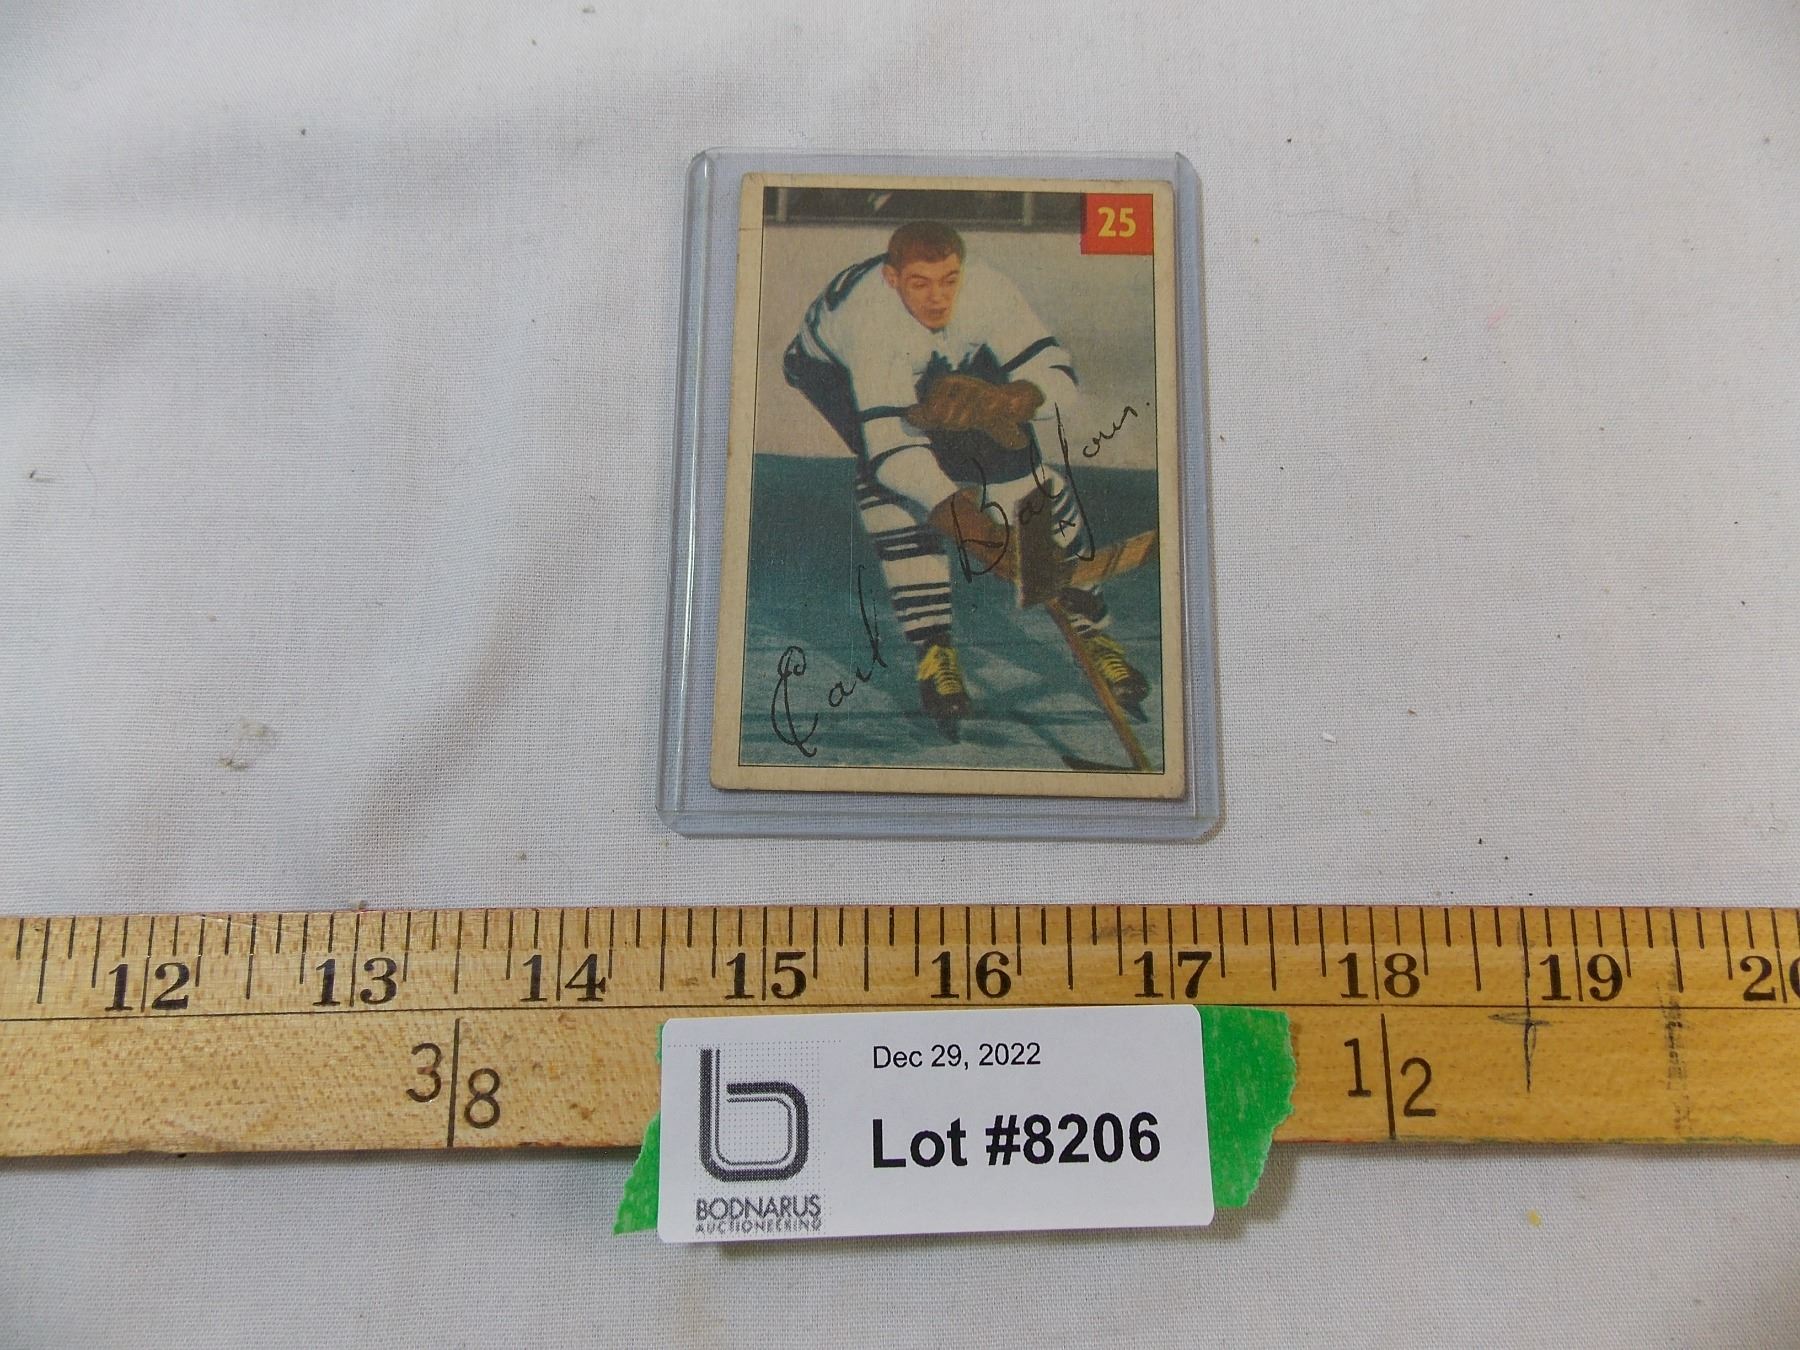 25
Earl Balfour.
12 13 14 15 16 17 18 19 20
3 8 1 2
Dec 29, 2022
Lot #8206
BODNARUS
AUCTIONEERING